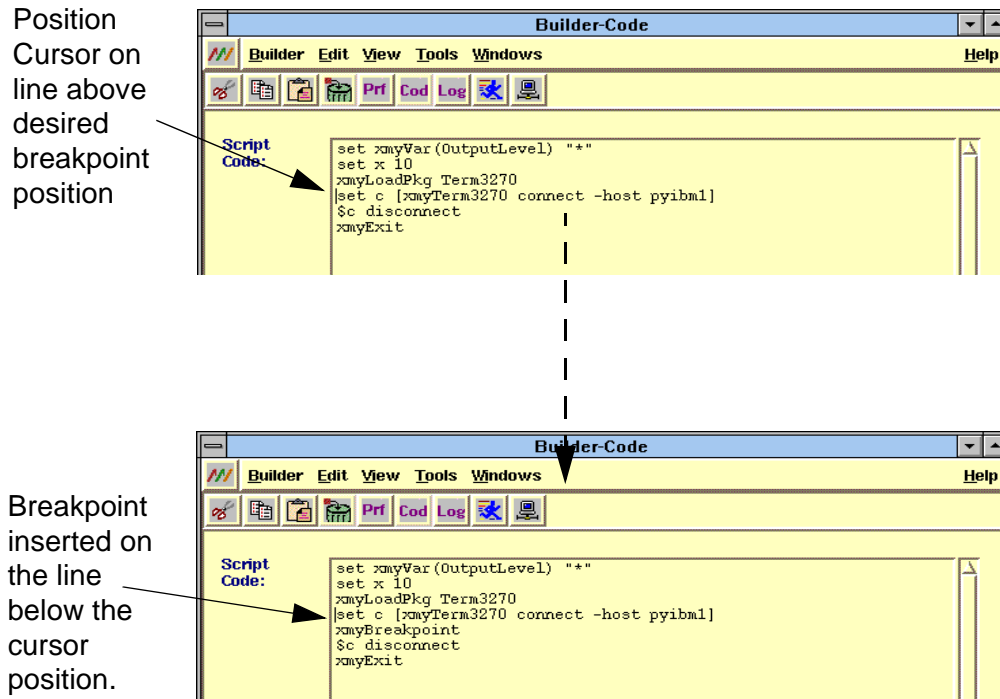 Position
Cursor on
line above
desired
breakpoint
position
Builder-Code
Builder Edit View Tools Windows Help
Prf Cod Log
Script
Code:
set xmyVar(OutputLevel) "*"
set x 10
xmyLoadPkg Term3270
set c [xmyTerm3270 connect -host pyibm1]
$c disconnect
xmyExit
Breakpoint
inserted on
the line
below the
cursor
position.
Builder-Code
Builder Edit View Tools Windows Help
Prf Cod Log
Script
Code:
set xmyVar(OutputLevel) "*"
set x 10
xmyLoadPkg Term3270
set c [xmyTerm3270 connect -host pyibm1]
xmyBreakpoint
$c disconnect
xmyExit